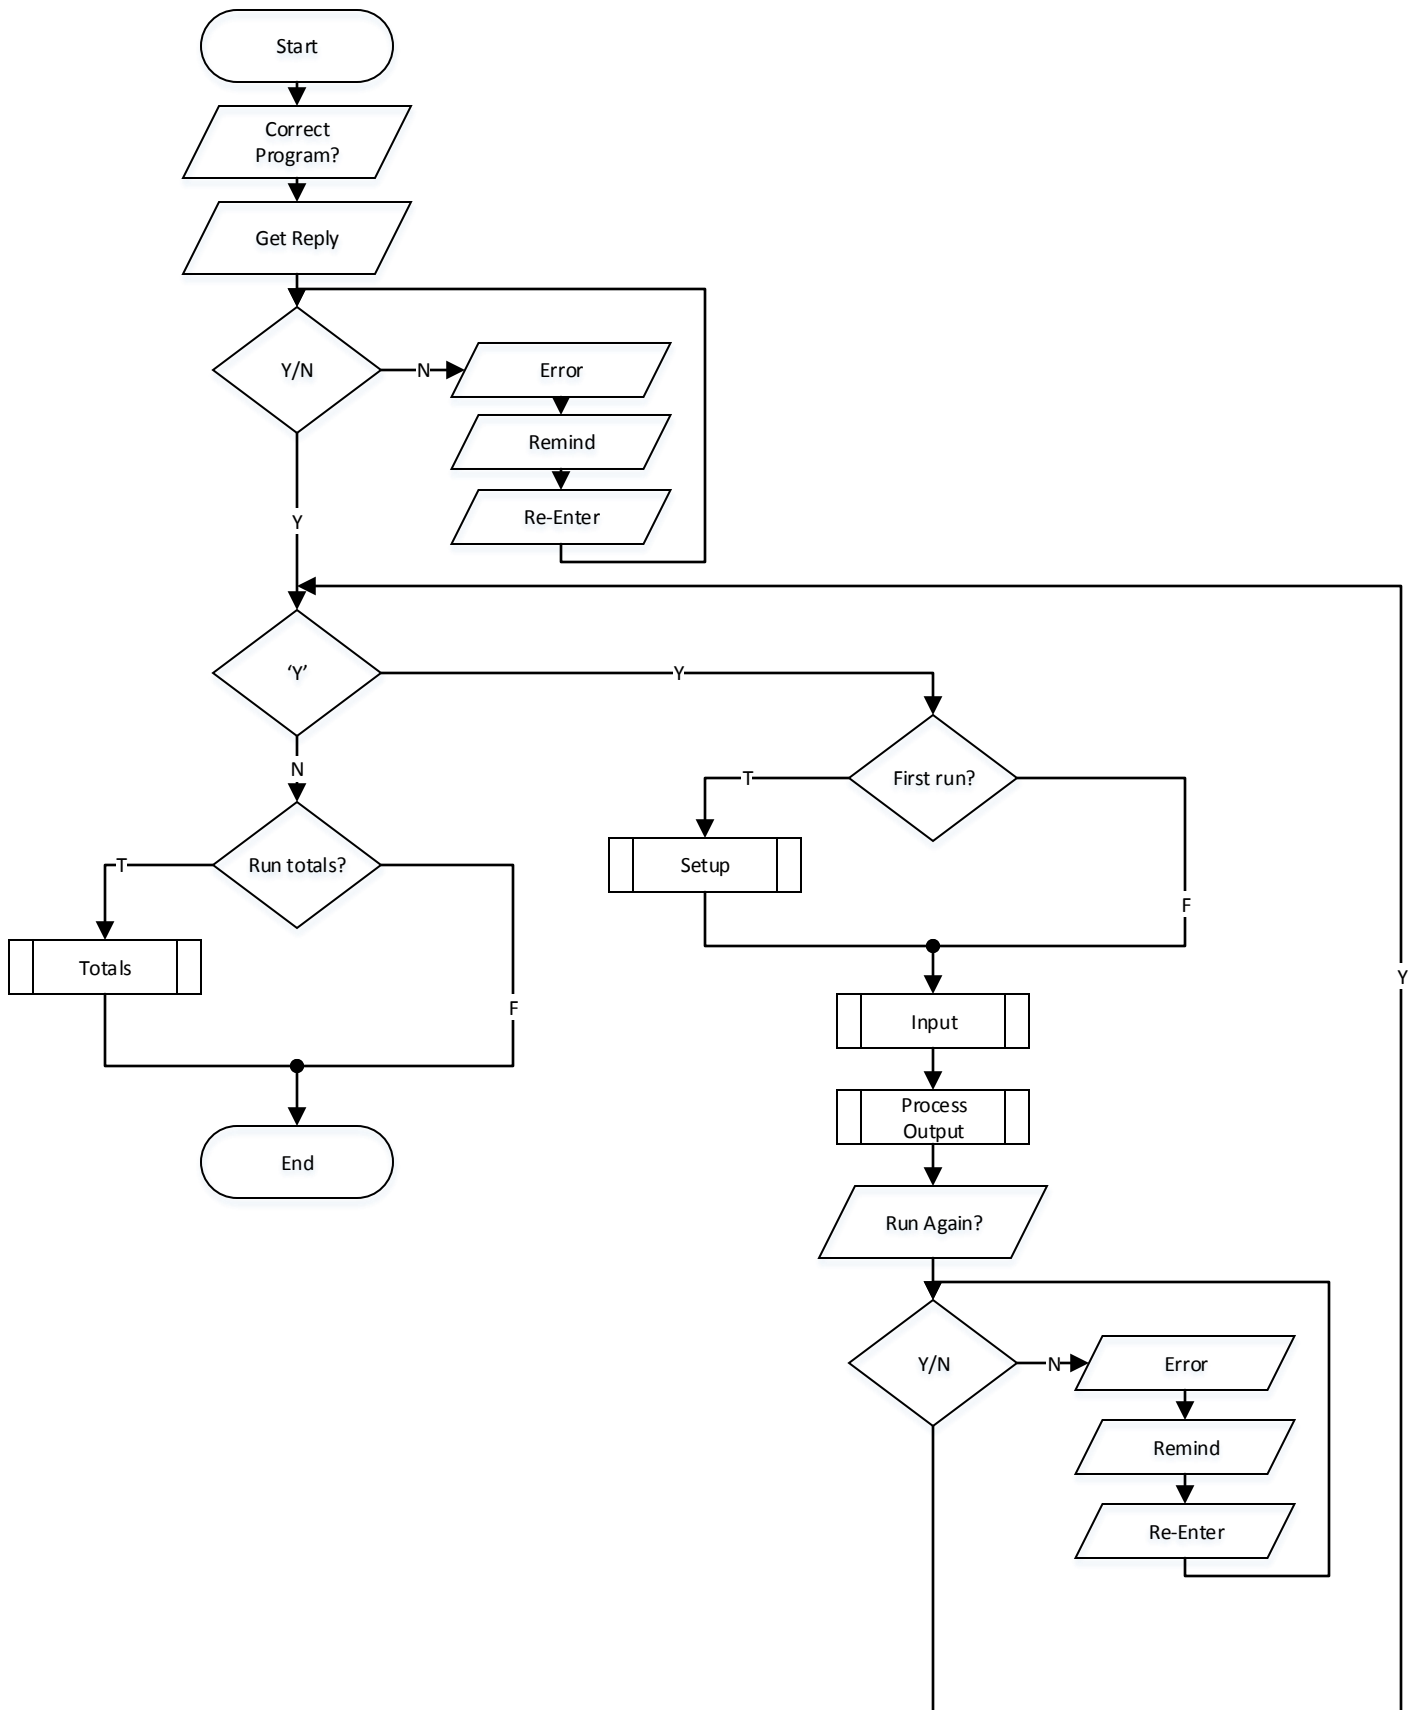 Start
Correct
Program?
Get Reply
Y/N
N
Error
Remind
Re-Enter
Y
‘Y’
Y
N
First run?
T
Setup
F
Run totals?
T
Totals
F
End
Input
Process
Output
Run Again?
Y/N
N
Error
Remind
Re-Enter
Y